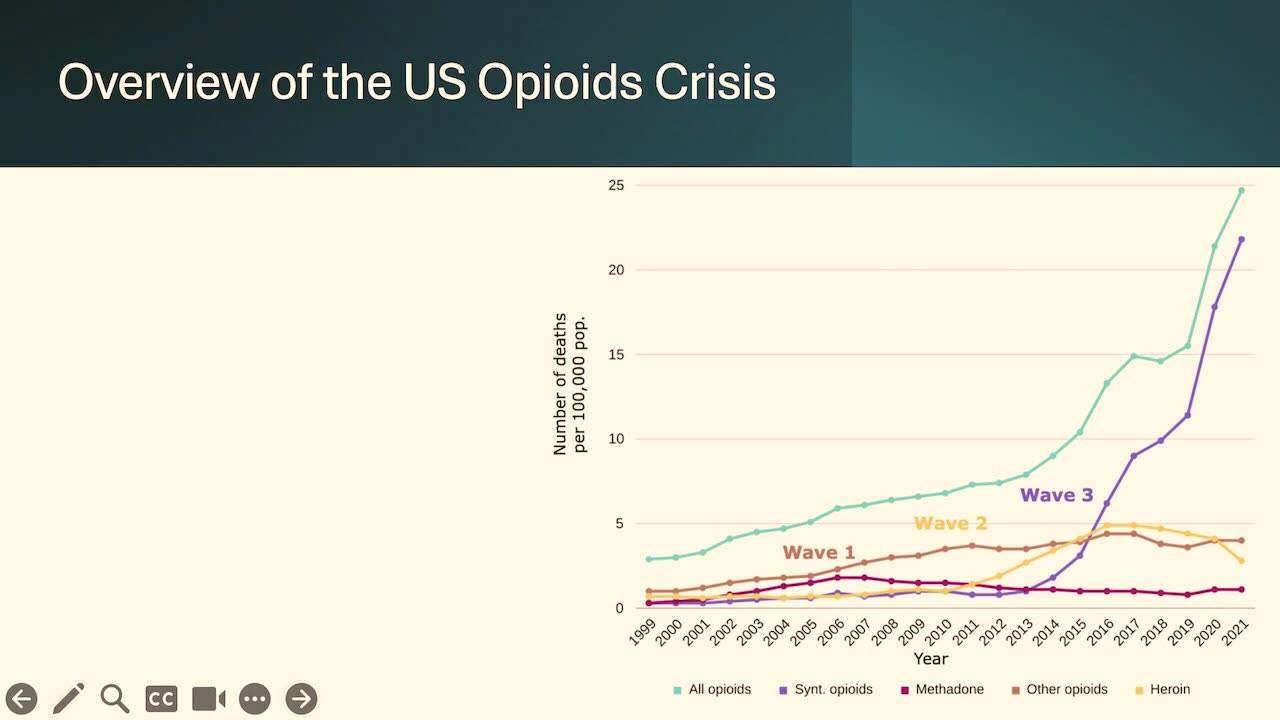 Overview of the US Opioids Crisis
25
20
15
10
5
0
Number of deaths
per 100,000 pop.
Wave 1
Wave 2
Wave 3
1999 2000 2001 2002 2003 2004 2005 2006 2007 2008 2009 2010 2011 2012 2013 2014 2015 2016 2017 2018 2019 2020 2021
Year
All opioids Synt. opioids Methadone Other opioids Heroin
CC